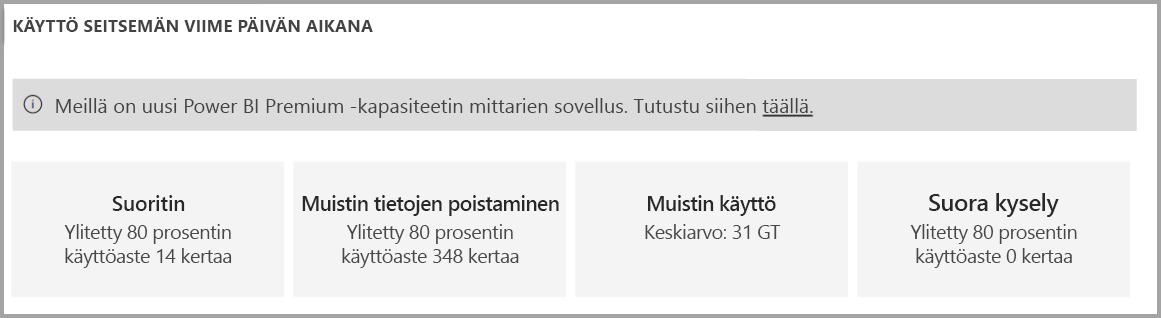 KÄYTTÖ SEITSEMÄN VIIME PÄIVÄN AIKANA
Meillä on uusi Power BI Premium -kapasiteetin mittarien sovellus. Tutustu siihen täällä.
Suoritin
Ylitetty 80 prosentin
käyttöaste 14 kertaa
Muistin tietojen poistaminen
Ylitetty 80 prosentin
käyttöaste 348 kertaa
Muistin käyttö
Keskiarvo: 31 GT
Suora kysely
Ylitetty 80 prosentin
käyttöaste 0 kertaa